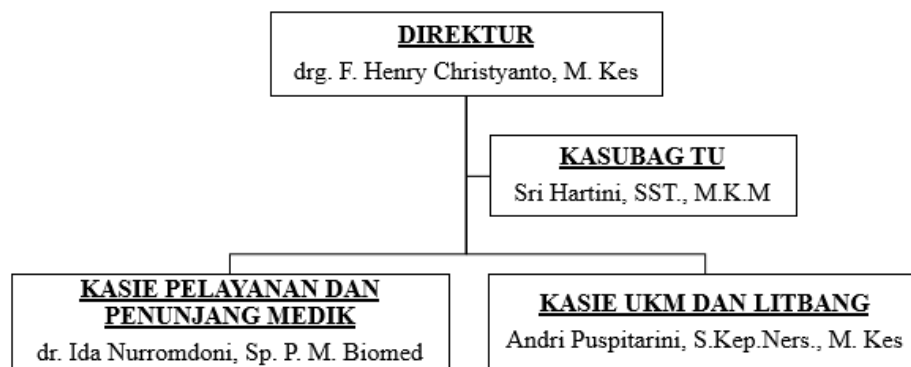 DIREKTUR
drg. F. Henry Christyanto, M. Kes
KASUBAG TU
Sri Hartini, SST., M.K.M
KASIE PELAYANAN DAN
PENUNJANG MEDIK
dr. Ida Nurromdoni, Sp. P. M. Biomed
KASIE UKM DAN LITBANG
Andri Puspitarini, S.Kep.Ners., M. Kes